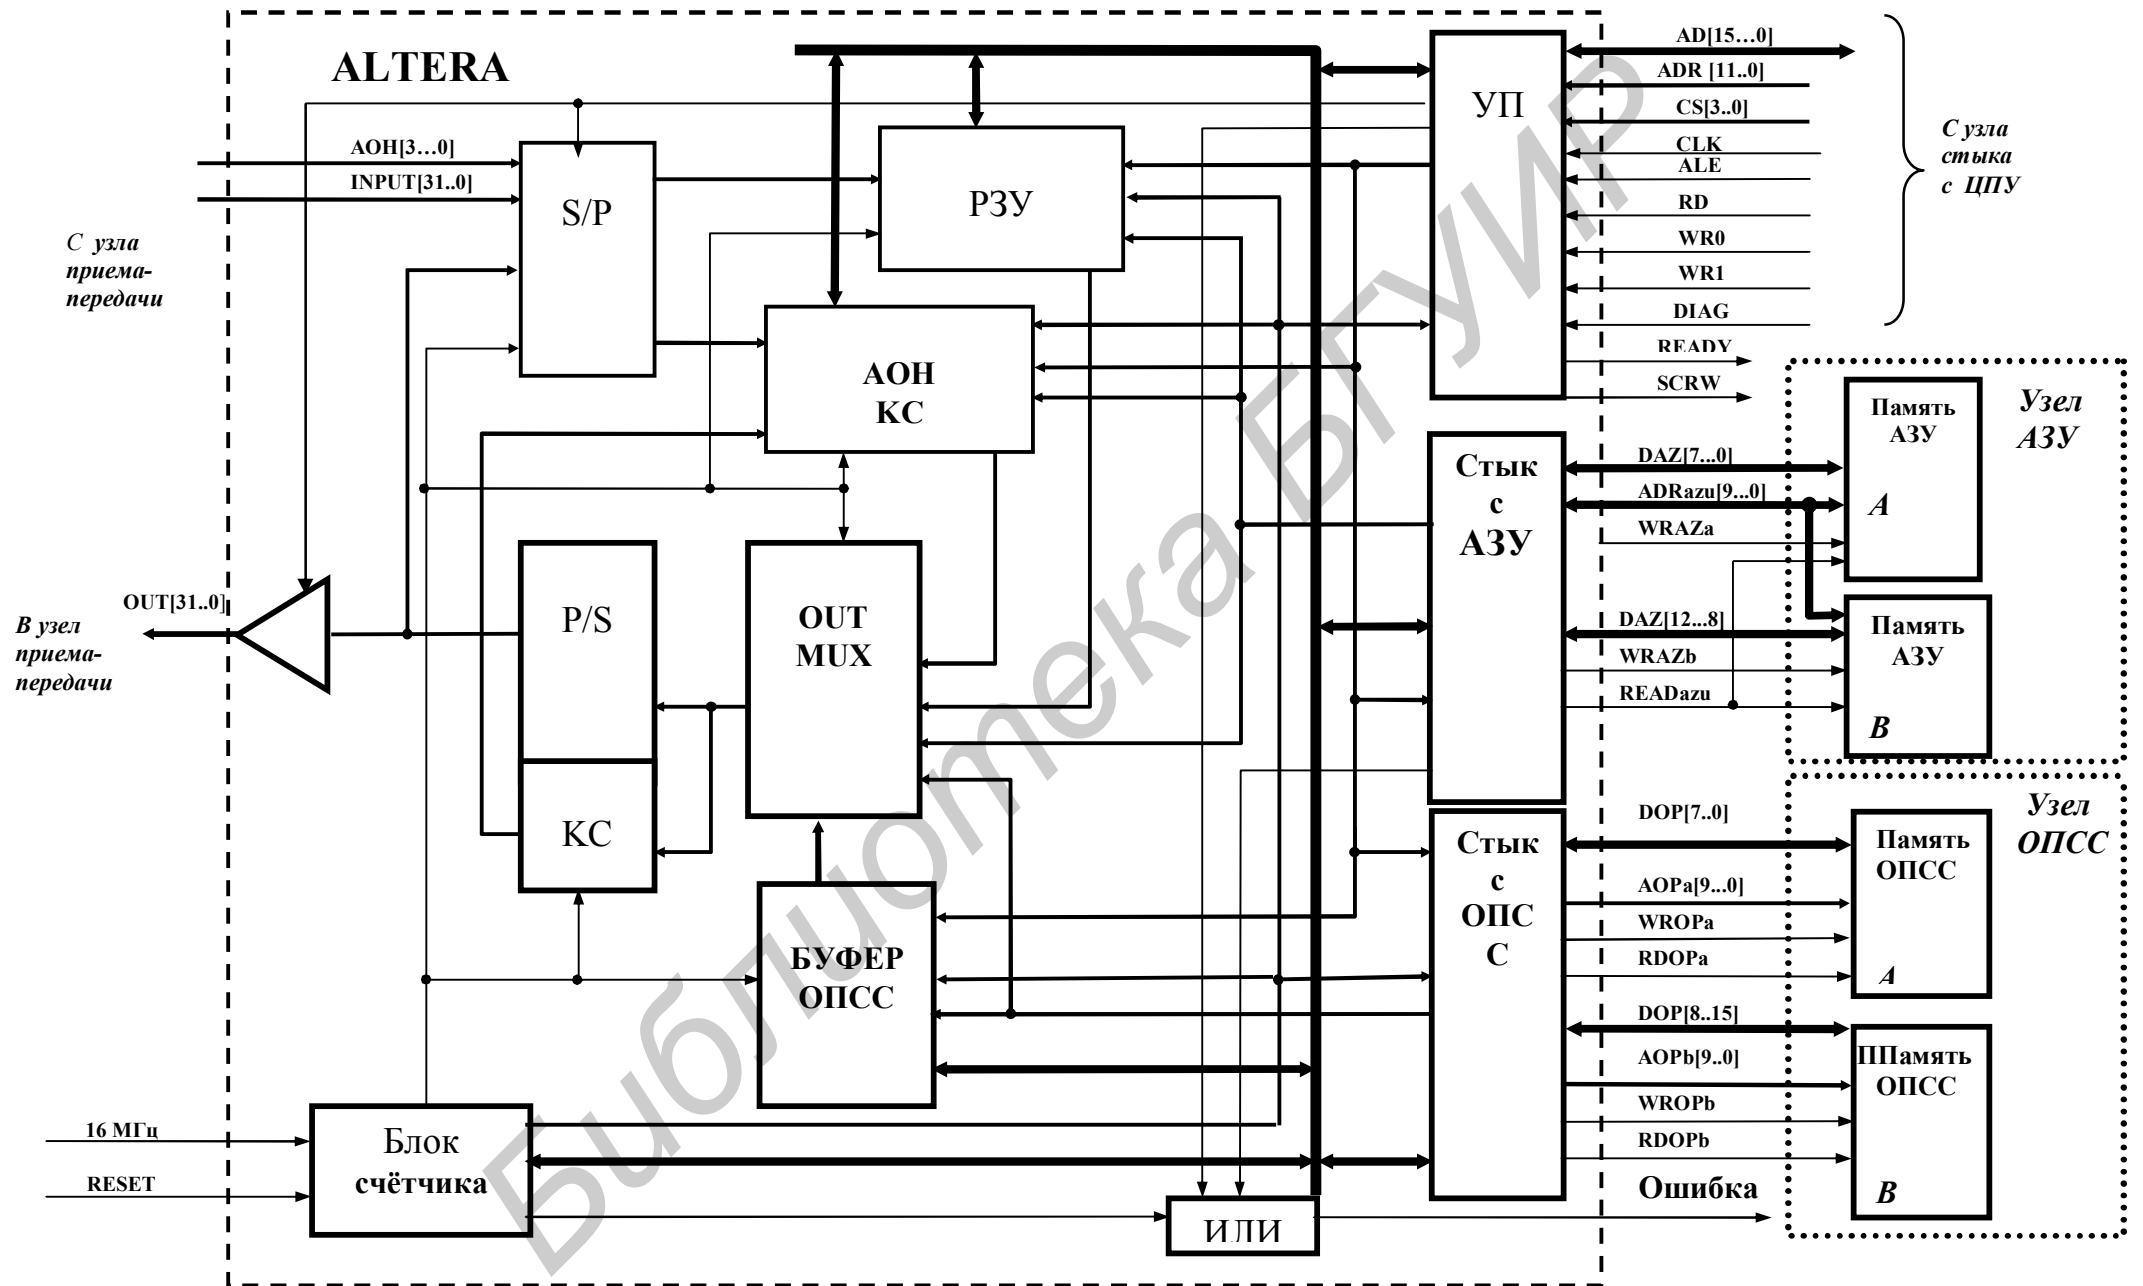 ALTERA
AOH[3…0]
INPUT[31..0]
С узла
приема-
передачи
S/P
РЗУ
АОН
КС
OUT[31..0]
В узел
приема-
передачи
P/S
КС
OUT
MUX
БУФЕР
ОПСС
16 МГц
RESET
Блок
счётчика
ИЛИ
УП
AD[15…0]
ADR [11..0]
CS[3..0]
CLK
ALE
RD
WR0
WR1
DIAG
READY
SCRW
С узла
стыка
с ЦПУ
Стык
с
АЗУ
DAZ[7...0]
ADRazu[9...0]
WRAZa
DAZ[12...8]
WRAZb
READazu
Память
АЗУ
А
Узел
АЗУ
Память
АЗУ
В
Стык
с
ОПС
С
DOP[7..0]
AOPa[9...0]
WROPa
RDOPa
DOP[8..15]
AOPb[9..0]
WROPb
RDOPb
Ошибка
Узел
ОПСС
Память
ОПСС
А
ППамять
ОПСС
В
Библиотека БГУИР